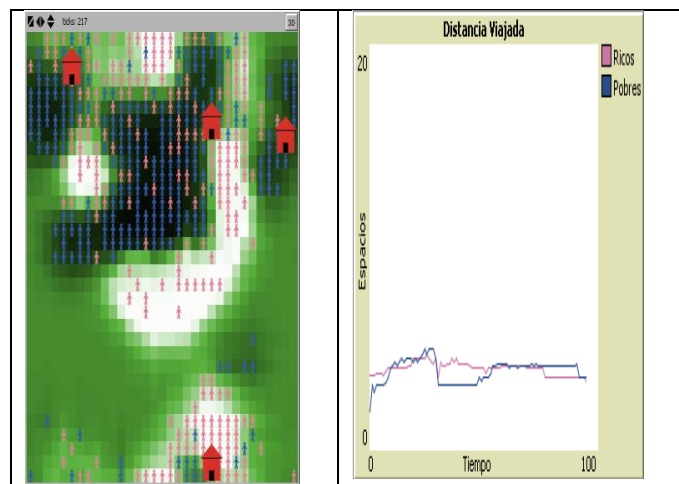 ticks: 217
3D
Distancia Viajada
20
Ricos
Pobres
Espacios
0
Tiempo
0
100